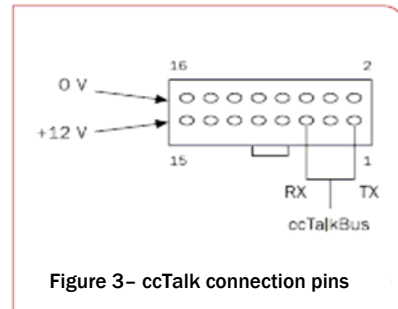 16 2
0 V
+12 V
15 1
RX TX
ccTalkBus
Figure 3– ccTalk connection pins